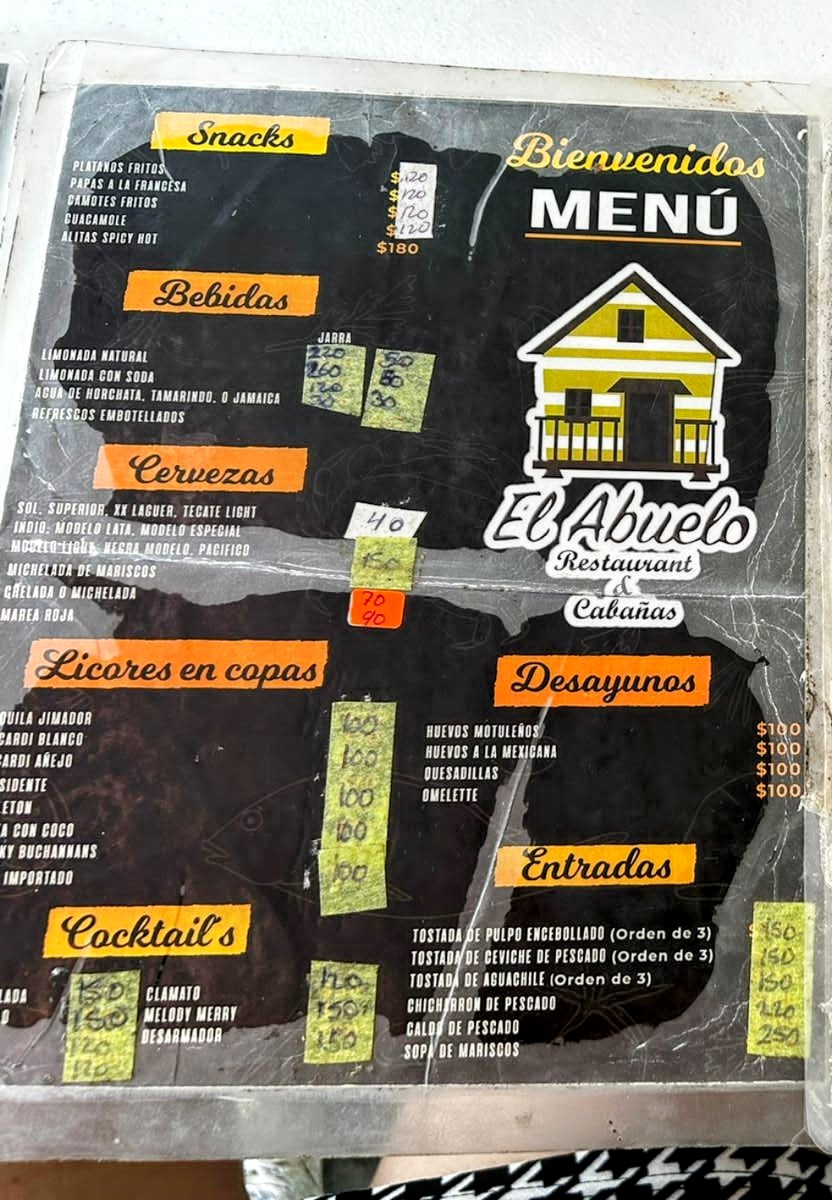 Snacks
PLATANOS FRITOS $120
PAPAS A LA FRANCESA $120
CAMOTES FRITOS $120
GUACAMOLE $120
ALITAS SPICY HOT $180
Bebidas
JARRA
LIMONADA NATURAL 220 50
LIMONADA CON SODA 260 60
AGUA DE HORCHATA, TAMARINDO, O JAMAICA 120 30
REFRESCOS EMBOTELLADOS 30
Cervezas
SOL, SUPERIOR, XX LAGUER, TECATE LIGHT
INDIO, MODELO LATA, MODELO ESPECIAL 40
MODELO LIGHT, NEGRA MODELO, PACIFICO
MICHELADA DE MARISCOS 150
CHELADA O MICHELADA 70
MAREA ROJA 90
Licores en copas
QUILA JIMADOR 100
CARDI BLANCO
CARDI AÑEJO 100
SIDENTE 100
ETON
A CON COCO 100
KY BUCHANNANS
IMPORTADO 100
Cocktail's
LADA 150 CLAMATO 120
O 150 MELODY MERRY 150
120 DESARMADOR 150
120
Bienvenidos
MENÚ
El Abuelo
Restaurant
&
Cabañas
Desayunos
HUEVOS MOTULEÑOS $100
HUEVOS A LA MEXICANA $100
QUESADILLAS $100
OMELETTE $100
Entradas
TOSTADA DE PULPO ENCEBOLLADO (Orden de 3) $150
TOSTADA DE CEVICHE DE PESCADO (Orden de 3) 150
TOSTADA DE AGUACHILE (Orden de 3) 150
CHICHARRON DE PESCADO 220
CALDO DE PESCADO 250
SOPA DE MARISCOS